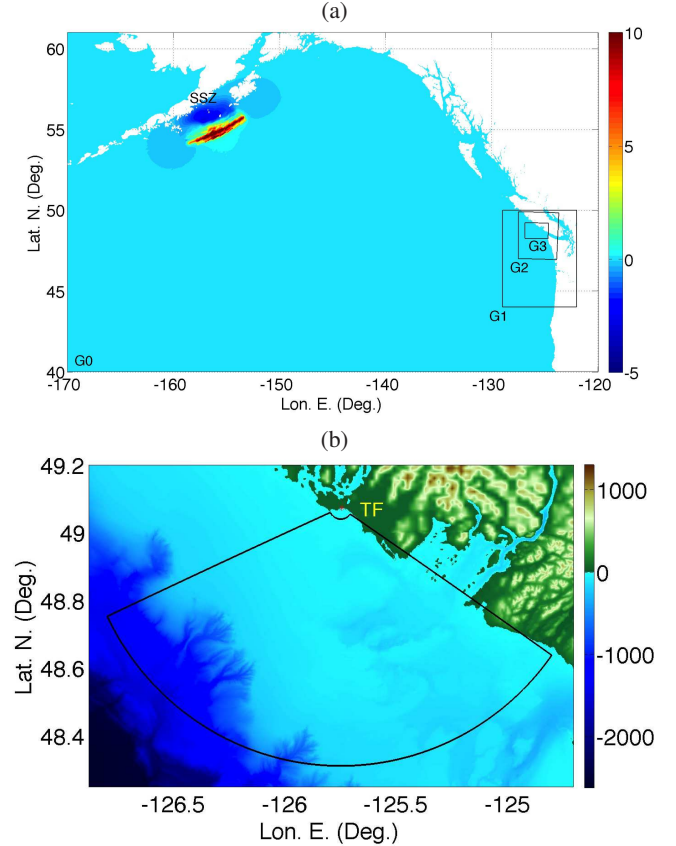 (a)
60
55
50
45
40
Lat. N. (Deg.)
SSZ
G3
G2
G1
G0
-170
-160
-150
-140
-130
-120
Lon. E. (Deg.)
10
5
0
-5
(b)
49.2
49
48.8
48.6
48.4
Lat. N. (Deg.)
TF
-126.5
-126
-125.5
-125
Lon. E. (Deg.)
1000
0
-1000
-2000